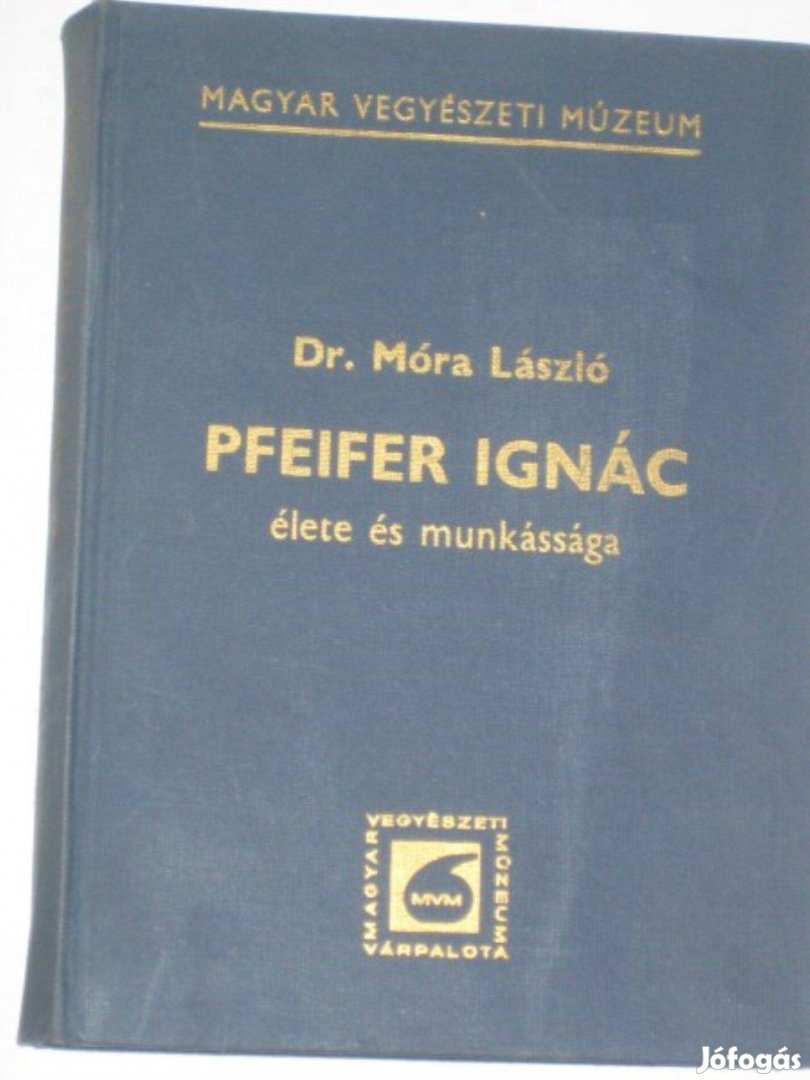 MAGYAR VEGYÉSZETI MÚZEUM
Dr. Móra László
PFEIFER IGNÁC
élete és munkássága
MAGYAR
VEGYÉSZETI
MÚZEUM
VÁRPALOTA
MVM
Jófogás